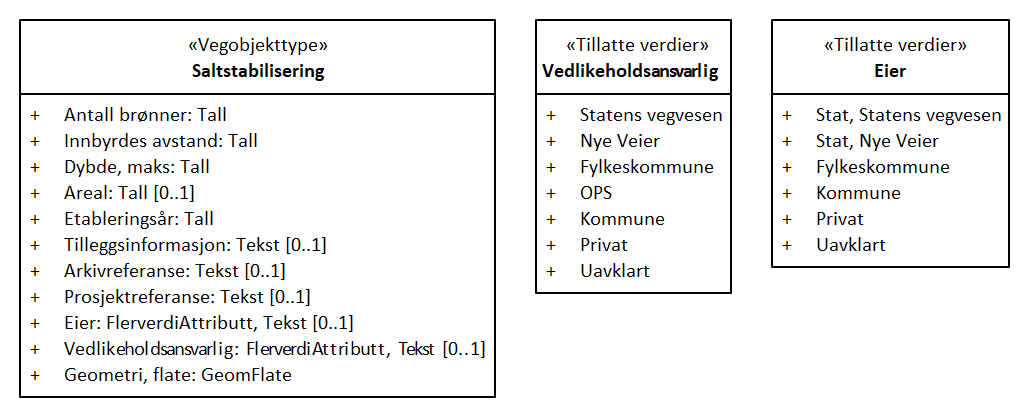 «Vegobjekttype»
Saltstabilisering
+ Antall brønner: Tall
+ Innbyrdes avstand: Tall
+ Dybde, maks: Tall
+ Areal: Tall [0..1]
+ Etableringsår: Tall
+ Tilleggsinformasjon: Tekst [0..1]
+ Arkivreferanse: Tekst [0..1]
+ Prosjektreferanse: Tekst [0..1]
+ Eier: FlerverdiAttributt, Tekst [0..1]
+ Vedlikeholdsansvarlig: FlerverdiAttributt, Tekst [0..1]
+ Geometri, flate: GeomFlate
«Tillatte verdier»
Vedlikeholdsansvarlig
+ Statens vegvesen
+ Nye Veier
+ Fylkeskommune
+ OPS
+ Kommune
+ Privat
+ Uavklart
«Tillatte verdier»
Eier
+ Stat, Statens vegvesen
+ Stat, Nye Veier
+ Fylkeskommune
+ Kommune
+ Privat
+ Uavklart